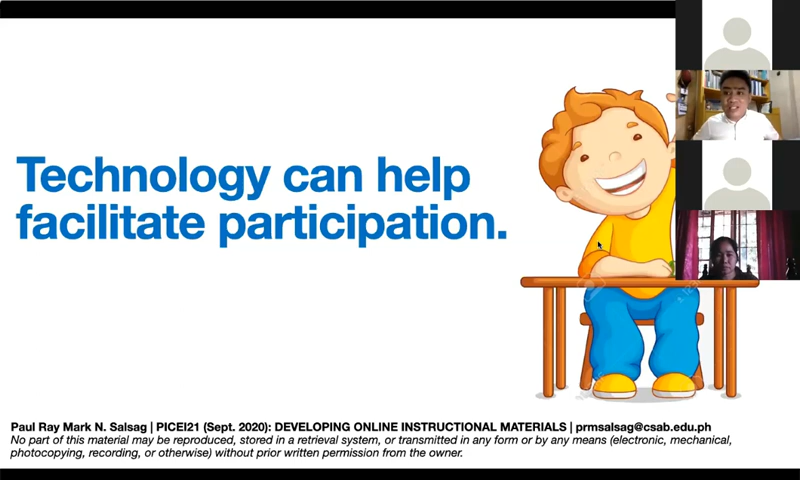 Technology can help
facilitate participation.
Paul Ray Mark N. Salsag | PICEI21 (Sept. 2020): DEVELOPING ONLINE INSTRUCTIONAL MATERIALS | prmsalsag@csab.edu.ph
No part of this material may be reproduced, stored in a retrieval system, or transmitted in any form or by any means (electronic, mechanical,
photocopying, recording, or otherwise) without prior written permission from the owner.